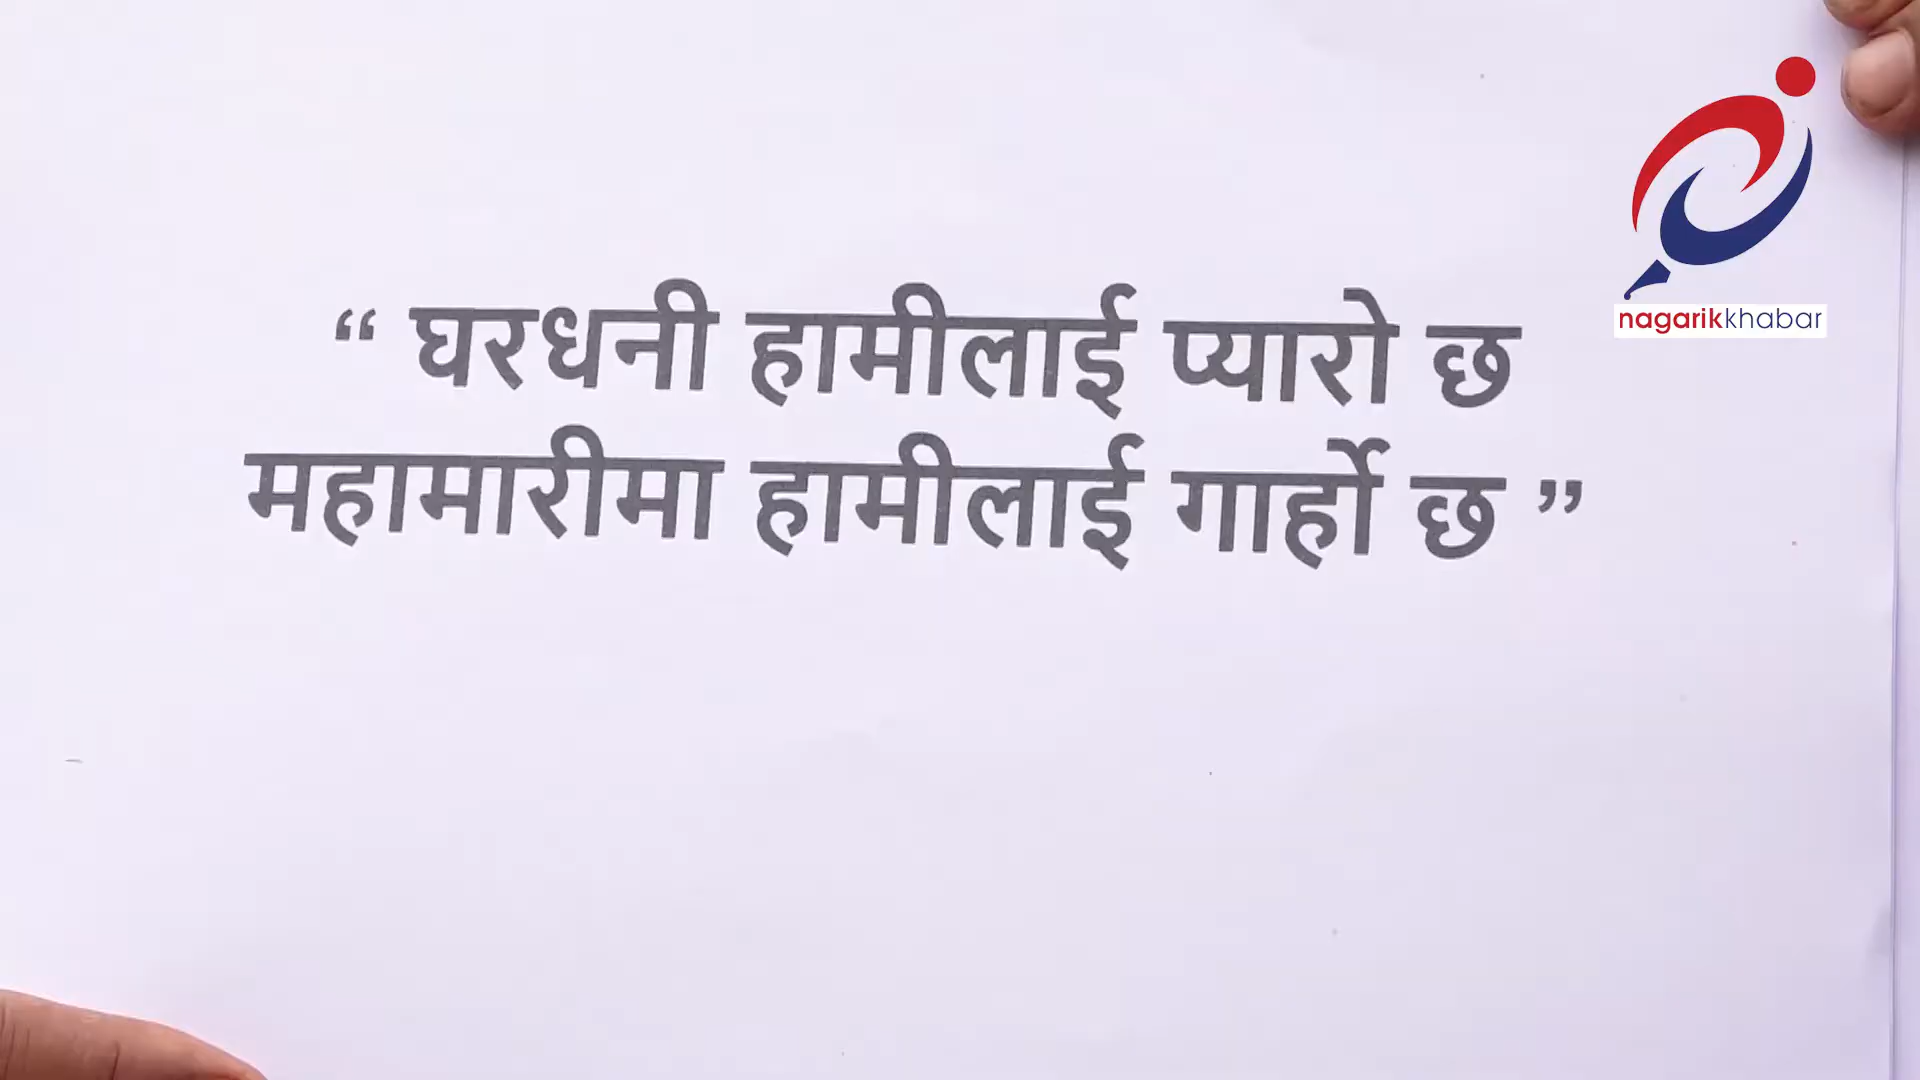 “ घरधनी हामीलाई प्यारो छ
महामारीमा हामीलाई गार्हो छ ”
nagarikkhabar